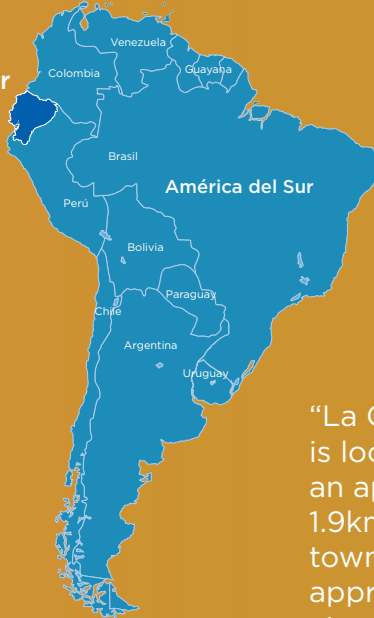 Venezuela
Guayana
Colombia
r
Brasil
América del Sur
Perú
Bolivia
Paraguay
Chile
Argentina
Uruguay
“La
is loc
an ap
1.9km
town
appr